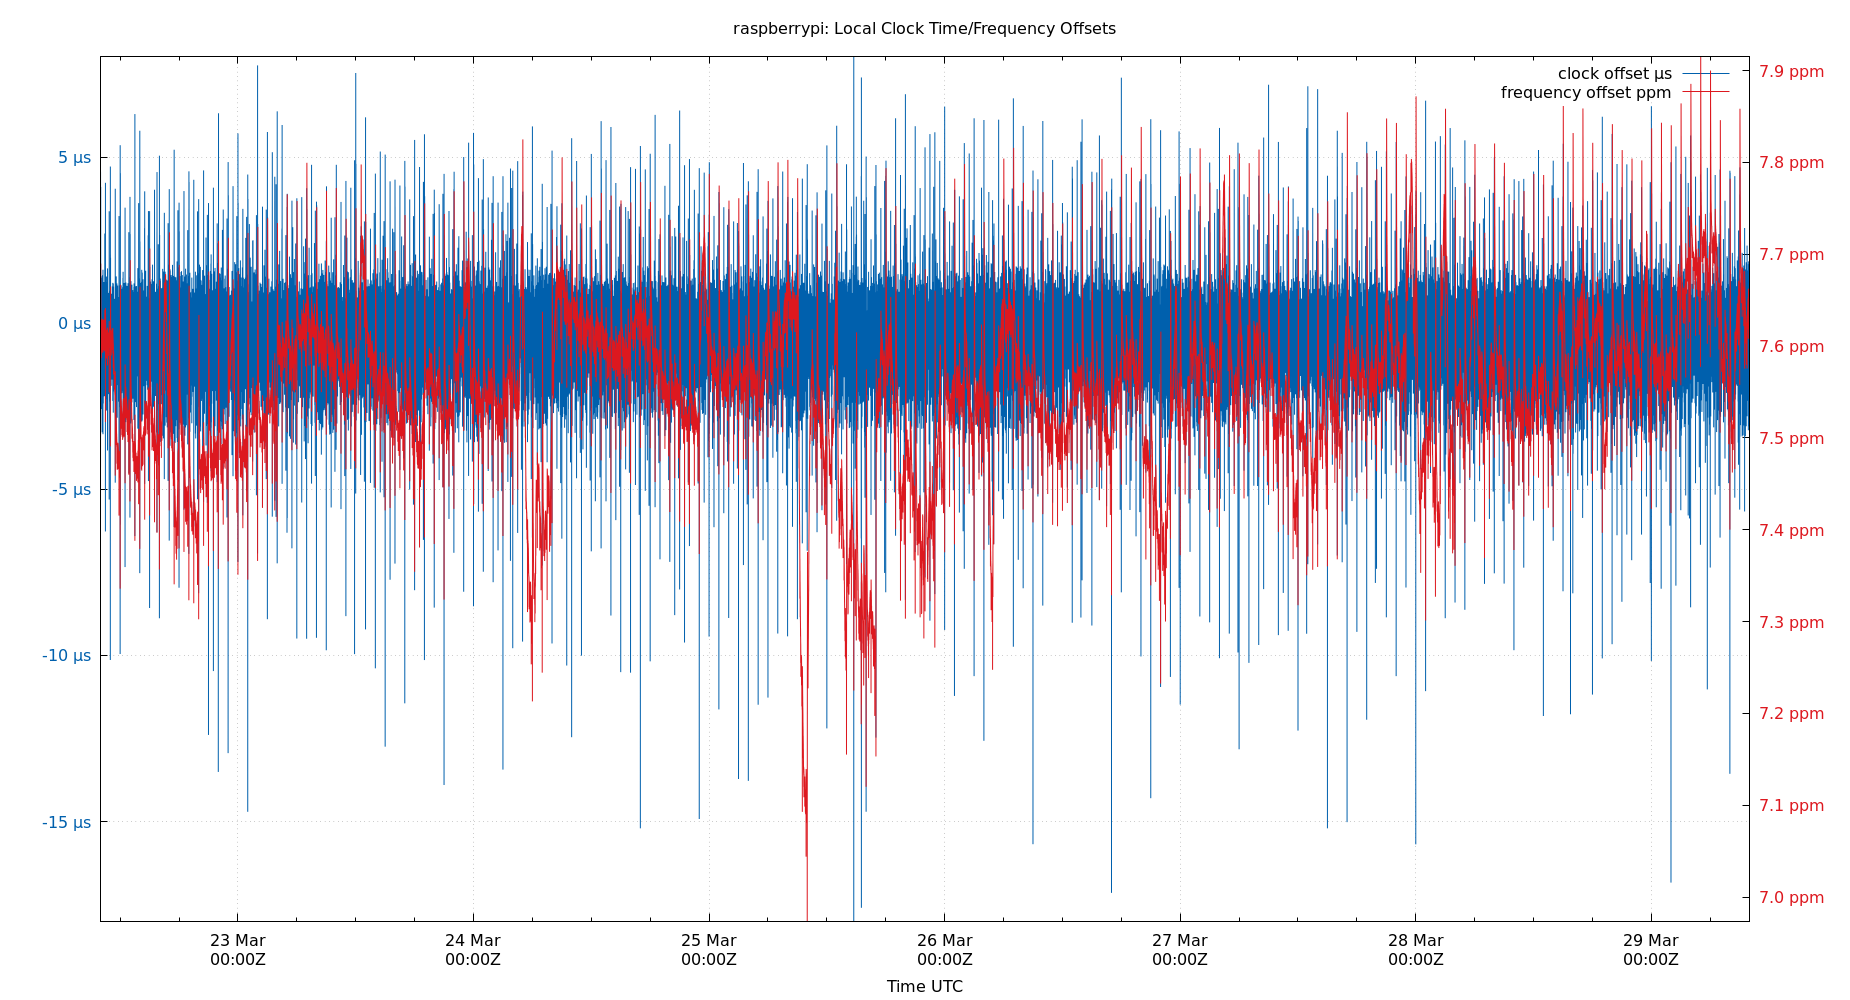 raspberrypi: Local Clock Time/Frequency Offsets
clock offset µs
frequency offset ppm
5 µs
0 µs
-5 µs
-10 µs
-15 µs
7.9 ppm
7.8 ppm
7.7 ppm
7.6 ppm
7.5 ppm
7.4 ppm
7.3 ppm
7.2 ppm
7.1 ppm
7.0 ppm
23 Mar
00:00Z
24 Mar
00:00Z
25 Mar
00:00Z
26 Mar
00:00Z
27 Mar
00:00Z
28 Mar
00:00Z
29 Mar
00:00Z
Time UTC